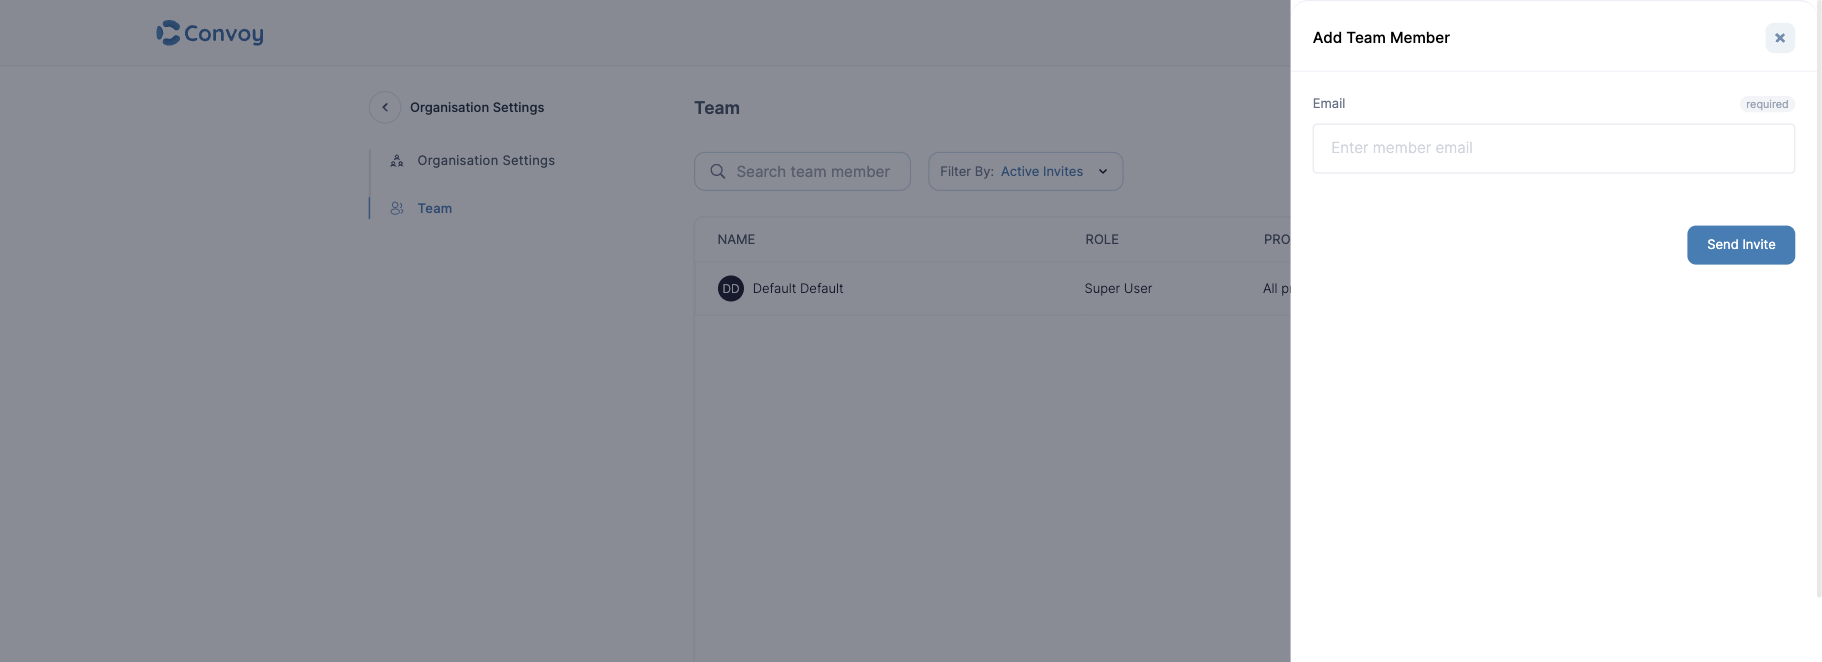 Convoy
Organisation Settings
Organisation Settings
Team
Team
Search team member
Filter By: Active Invites
NAME ROLE PRO
DD Default Default Super User All p
Add Team Member
Email required
Enter member email
Send Invite